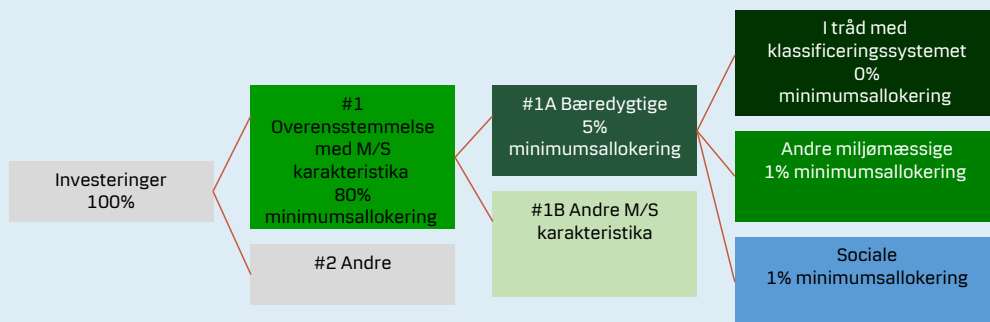 Investeringer
100%
#1
Overensstemmelse
med M/S
karakteristika
80%
minimumsallokering
#2 Andre
#1A Bæredygtige
5%
minimumsallokering
#1B Andre M/S
karakteristika
I tråd med
klassificeringssystemet
0%
minimumsallokering
Andre miljømæssige
1% minimumsallokering
Sociale
1% minimumsallokering